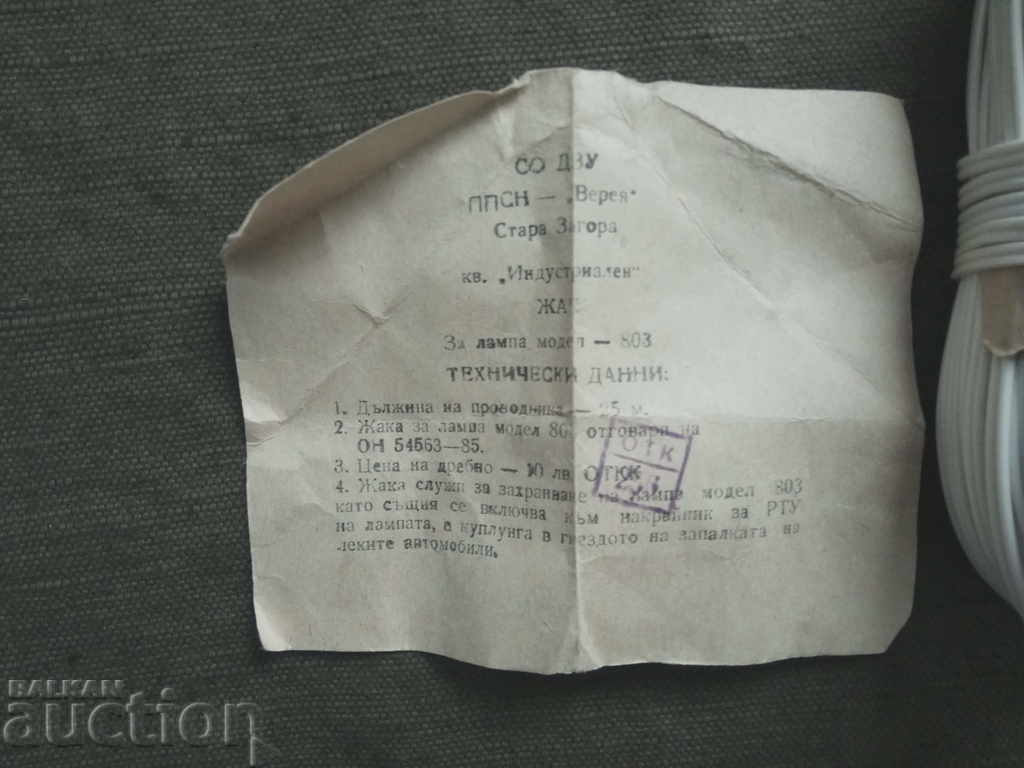 СО ДЗУ
ППСН — „Верея“
Стара Загора
кв. „Индустриален“
ЖАК
За лампа модел — 803
ТЕХНИЧЕСКИ ДАННИ:
1. Дължина на проводника — м.
2. Жака за лампа модел 803 отговаря на
ОН 54563—85.
3. Цена на дребно — 10 лв. ОТКК
4. Жака служи за захранване на лампа модел 803
като същия се включва към накрайник за РТУ
на лампата, а куплунга в гнездото на запалката на
леките автомобили.
ОТК
BALKAN
auction